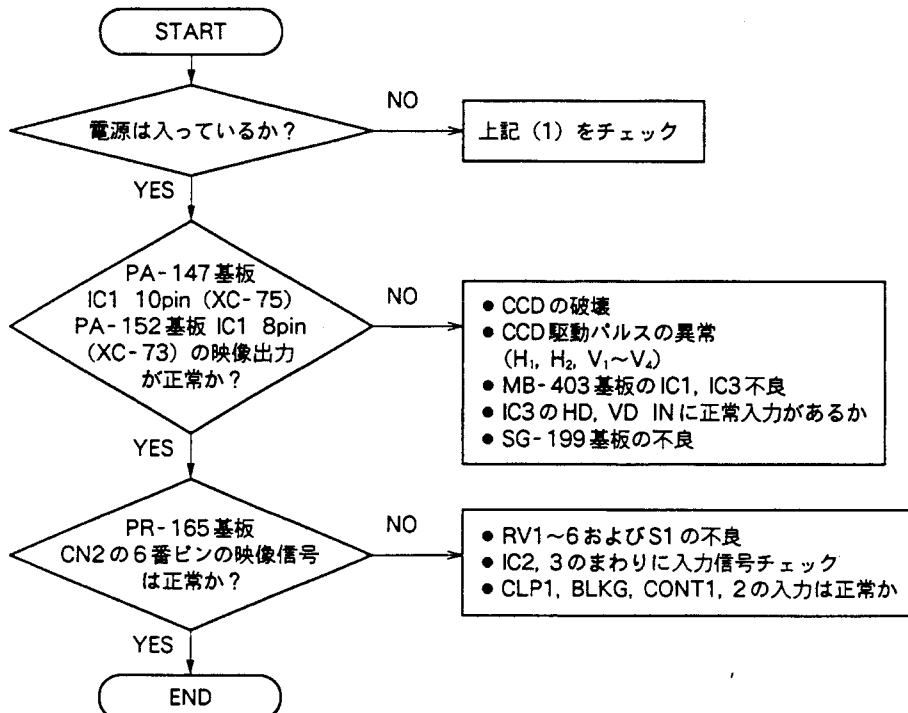 START
電源は入っているか？
NO
上記（1）をチェック
YES
PA-147基板
IC1 10pin（XC-75）
PA-152基板 IC1 8pin
（XC-73）の映像出力
が正常か？
NO
● CCDの破壊
● CCD駆動パルスの異常
（H₁, H₂, V₁～V₄）
● MB-403基板のIC1, IC3不良
● IC3のHD, VD INに正常入力があるか
● SG-199基板の不良
YES
PR-165基板
CN2の6番ピンの映像信号
は正常か？
NO
● RV1～6およびS1の不良
● IC2, 3のまわりに入力信号チェック
● CLP1, BLKG, CONT1, 2の入力は正常か
YES
END